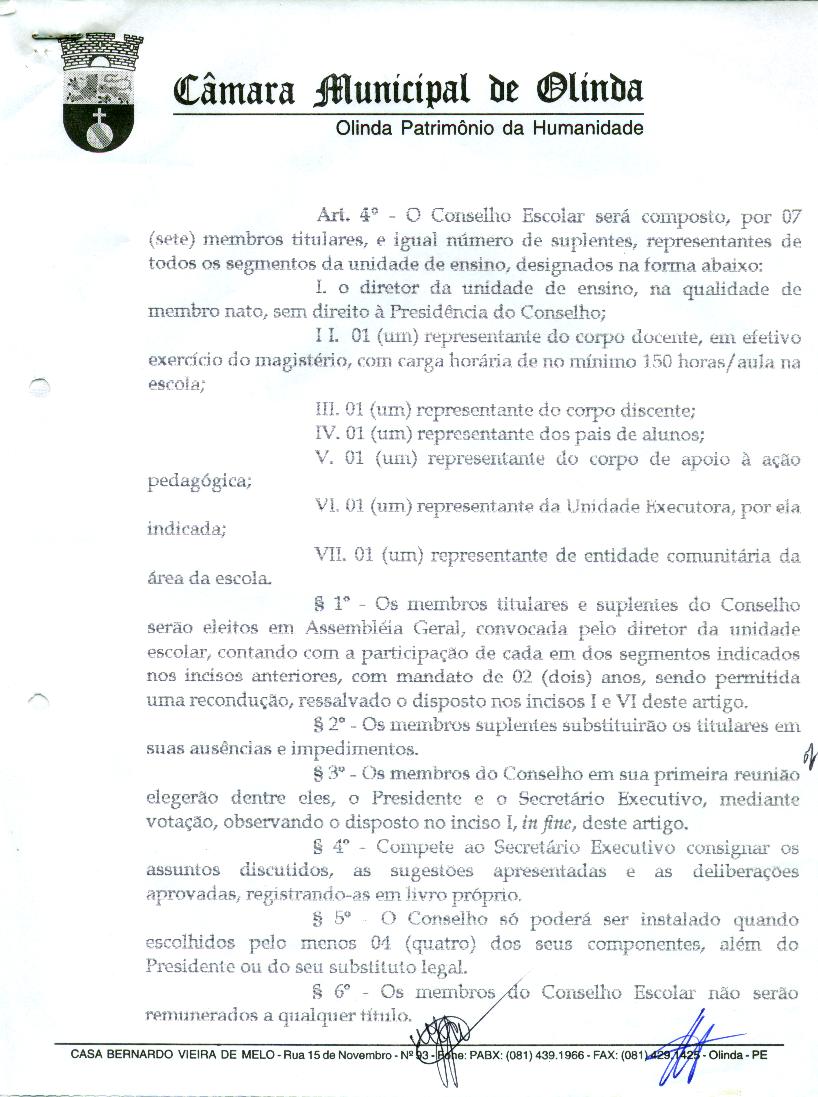 Câmara Municipal de Olinda
Olinda Patrimônio da Humanidade
Art. 4º - O Conselho Escolar será composto, por 07
(sete) membros titulares, e igual número de suplentes, representantes de
todos os segmentos da unidade de ensino, designados na forma abaixo:
I. o diretor da unidade de ensino, na qualidade de
membro nato, sem direito à Presidência do Conselho;
I I. 01 (um) representante do corpo docente, em efetivo
exercício do magistério, com carga horária de no mínimo 150 horas/aula na
escola;
III. 01 (um) representante do corpo discente;
IV. 01 (um) representante dos pais de alunos;
V. 01 (um) representante do corpo de apoio à ação
pedagógica;
VI. 01 (um) representante da Unidade Executora, por ela
indicada;
VII. 01 (um) representante de entidade comunitária da
área da escola.
§ 1º - Os membros titulares e suplentes do Conselho
serão eleitos em Assembléia Geral, convocada pelo diretor da unidade
escolar, contando com a participação de cada em dos segmentos indicados
nos incisos anteriores, com mandato de 02 (dois) anos, sendo permitida
uma recondução, ressalvado o disposto nos incisos I e VI deste artigo.
§ 2º - Os membros suplentes substituirão os titulares em
suas ausências e impedimentos.
§ 3º - Os membros do Conselho em sua primeira reunião
elegerão dentre eles, o Presidente e o Secretário Executivo, mediante
votação, observando o disposto no inciso I, in fine, deste artigo.
§ 4º - Compete ao Secretário Executivo consignar os
assuntos discutidos, as sugestões apresentadas e as deliberações
aprovadas, registrando-as em livro próprio.
§ 5º - O Conselho só poderá ser instalado quando
escolhidos pelo menos 04 (quatro) dos seus componentes, além do
Presidente ou do seu substituto legal.
§ 6º - Os membros do Conselho Escolar não serão
remunerados a qualquer título.
CASA BERNARDO VIEIRA DE MELO - Rua 15 de Novembro - Nº 93 - Fone: PABX: (081) 439.1966 - FAX: (081) 429.1425 - Olinda - PE